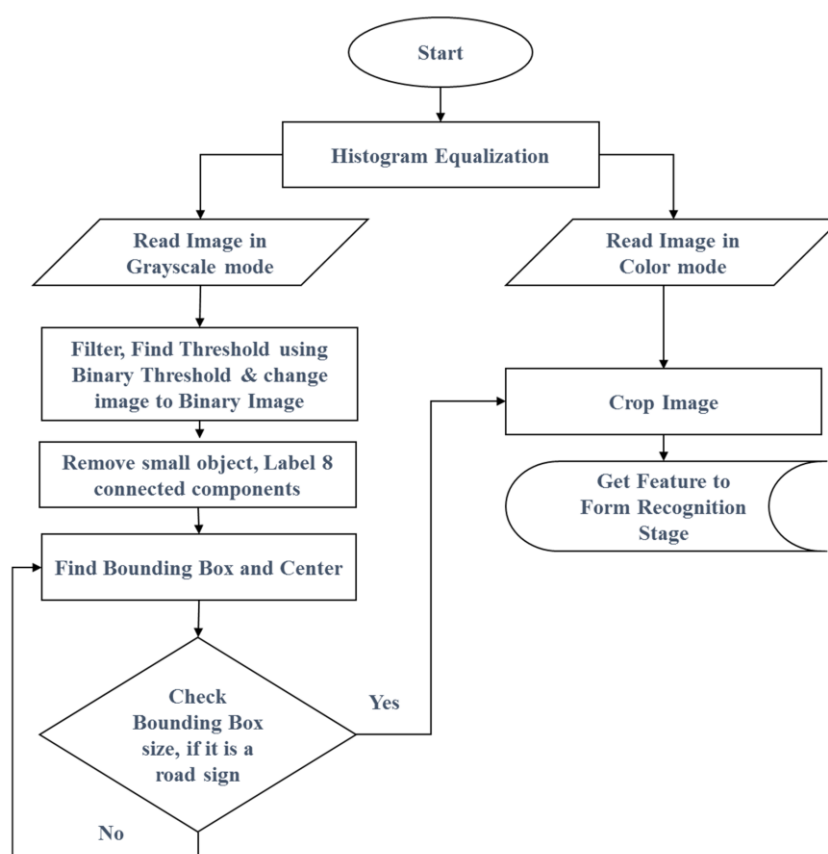 Start
Histogram Equalization
Read Image in
Grayscale mode
Read Image in
Color mode
Filter, Find Threshold using
Binary Threshold & change
image to Binary Image
Crop Image
Remove small object, Label 8
connected components
Get Feature to
Form Recognition
Stage
Find Bounding Box and Center
Check
Bounding Box
size, if it is a
road sign
Yes
No